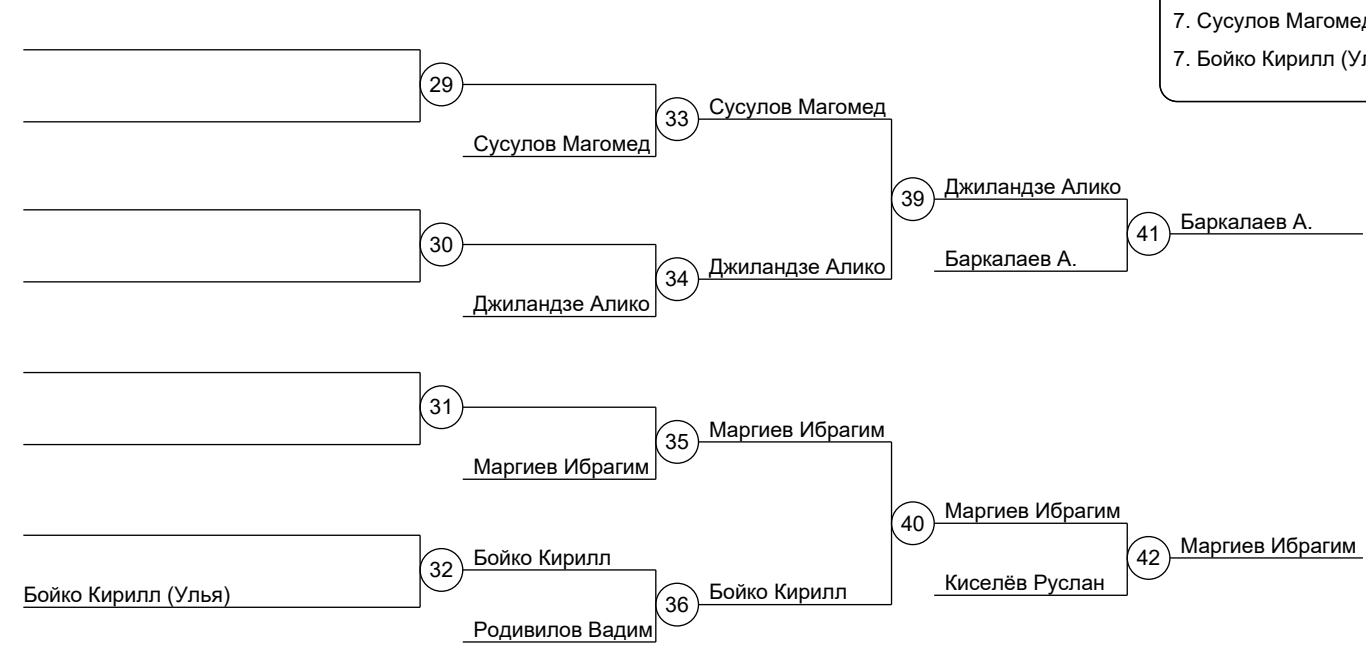 7. Сусулов Магомед
7. Бойко Кирилл (Ул
29
33
Сусулов Магомед
Сусулов Магомед
39
Джиландзе Алико
30
41
Баркалаев А.
34
Джиландзе Алико
Баркалаев А.
Джиландзе Алико
31
35
Маргиев Ибрагим
Маргиев Ибрагим
40
Маргиев Ибрагим
32
Бойко Кирилл
42
Маргиев Ибрагим
Бойко Кирилл (Улья)
36
Бойко Кирилл
Киселёв Руслан
Родивилов Вадим